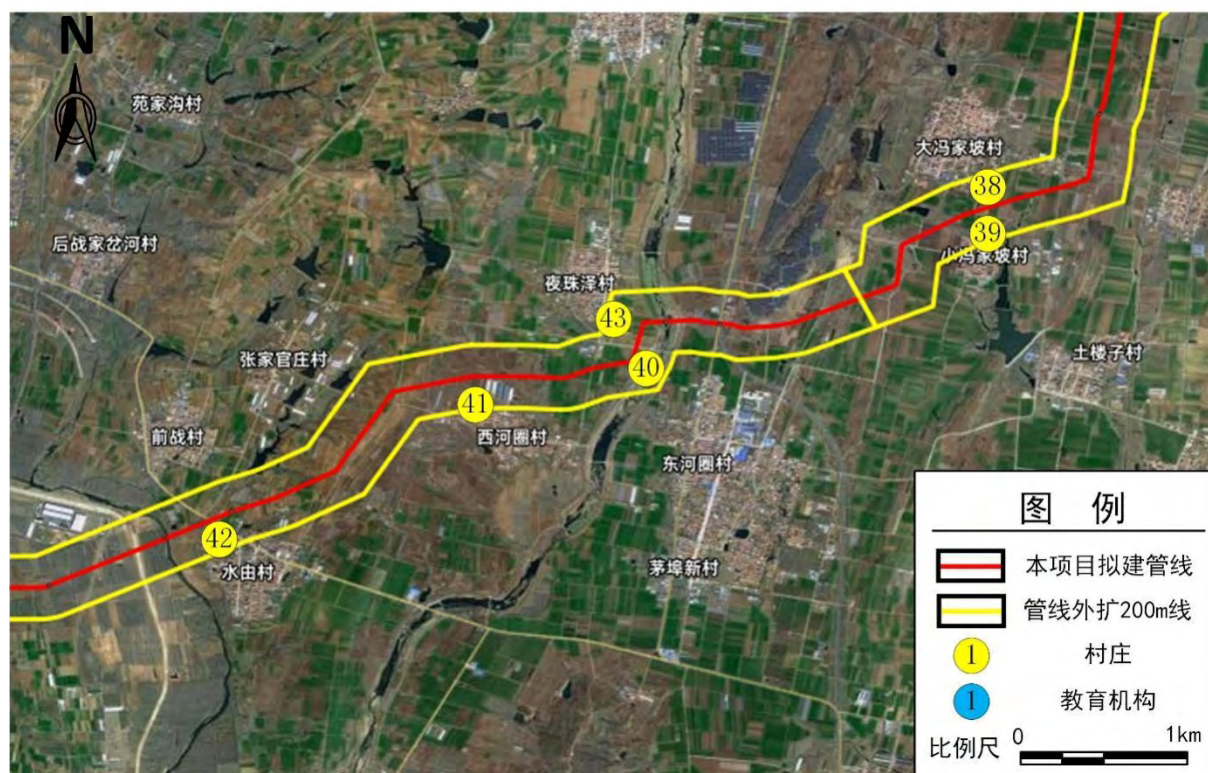 N
苑家沟村
大冯家坡村
38
后战家岔河村
39
小冯家坡村
夜珠泽村
43
张家官庄村
40
土楼子村
41
前战村
西河圈村
东河圈村
42
水由村
茅埠新村
图 例
本项目拟建管线
管线外扩200m线
1 村庄
1 教育机构
比例尺 0 1km